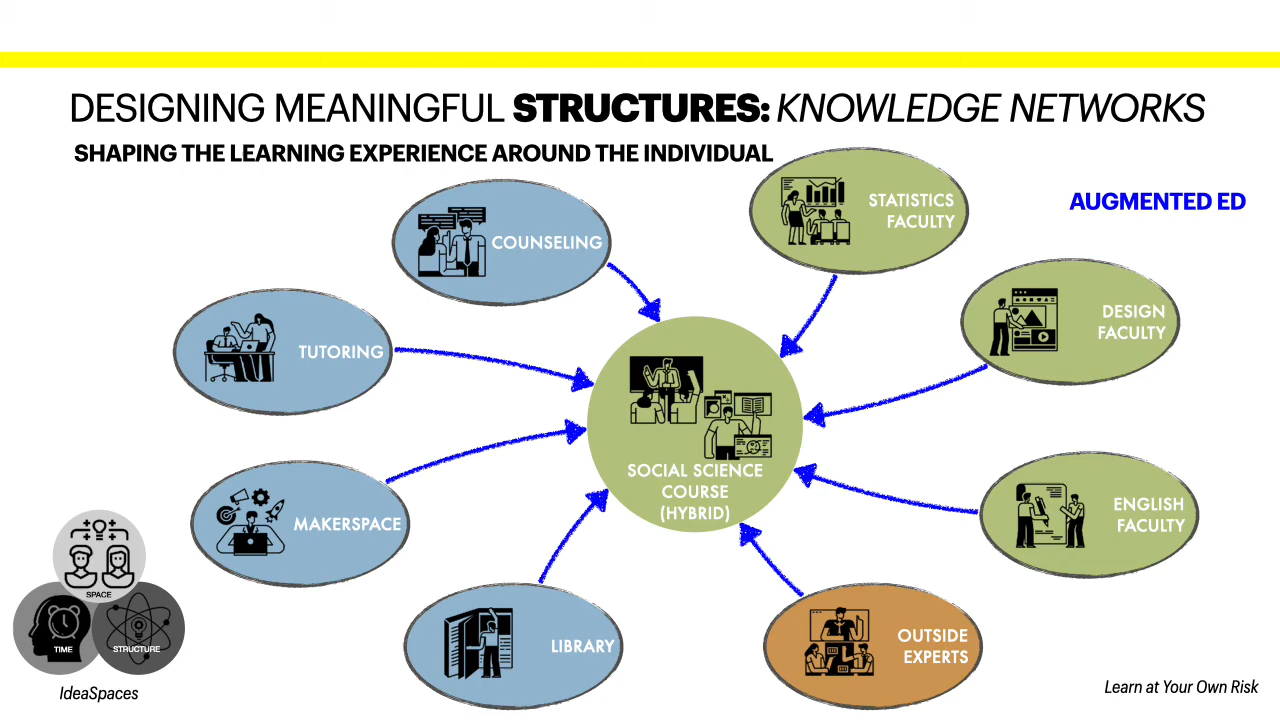 DESIGNING MEANINGFUL STRUCTURES: KNOWLEDGE NETWORKS
SHAPING THE LEARNING EXPERIENCE AROUND THE INDIVIDUAL
AUGMENTED ED
COUNSELING
STATISTICS
FACULTY
DESIGN
FACULTY
TUTORING
SOCIAL SCIENCE
COURSE
(HYBRID)
MAKERSPACE
ENGLISH
FACULTY
LIBRARY
OUTSIDE
EXPERTS
SPACE
TIME
STRUCTURE
IdeaSpaces
Learn at Your Own Risk